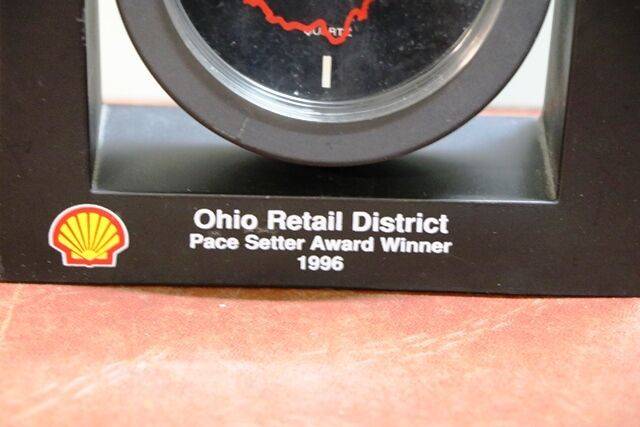 QUARTZ
Ohio Retail District
Pace Setter Award Winner
1996